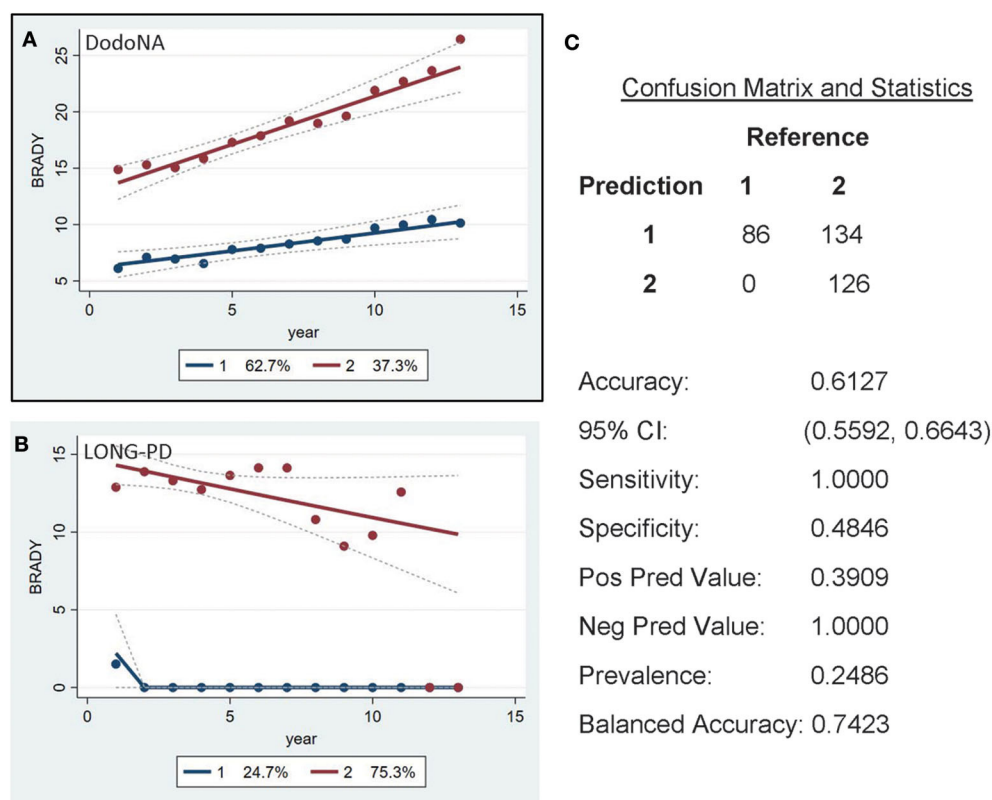 A
DodoNA
25
20
15
10
5
BRADY
0 5 10 15
year
1 62.7% 2 37.3%
B
LONG-PD
15
10
5
0
BRADY
0 5 10 15
year
1 24.7% 2 75.3%
C
Confusion Matrix and Statistics
Reference
Prediction 1 2
1 86 134
2 0 126
Accuracy: 0.6127
95% CI: (0.5592, 0.6643)
Sensitivity: 1.0000
Specificity: 0.4846
Pos Pred Value: 0.3909
Neg Pred Value: 1.0000
Prevalence: 0.2486
Balanced Accuracy: 0.7423